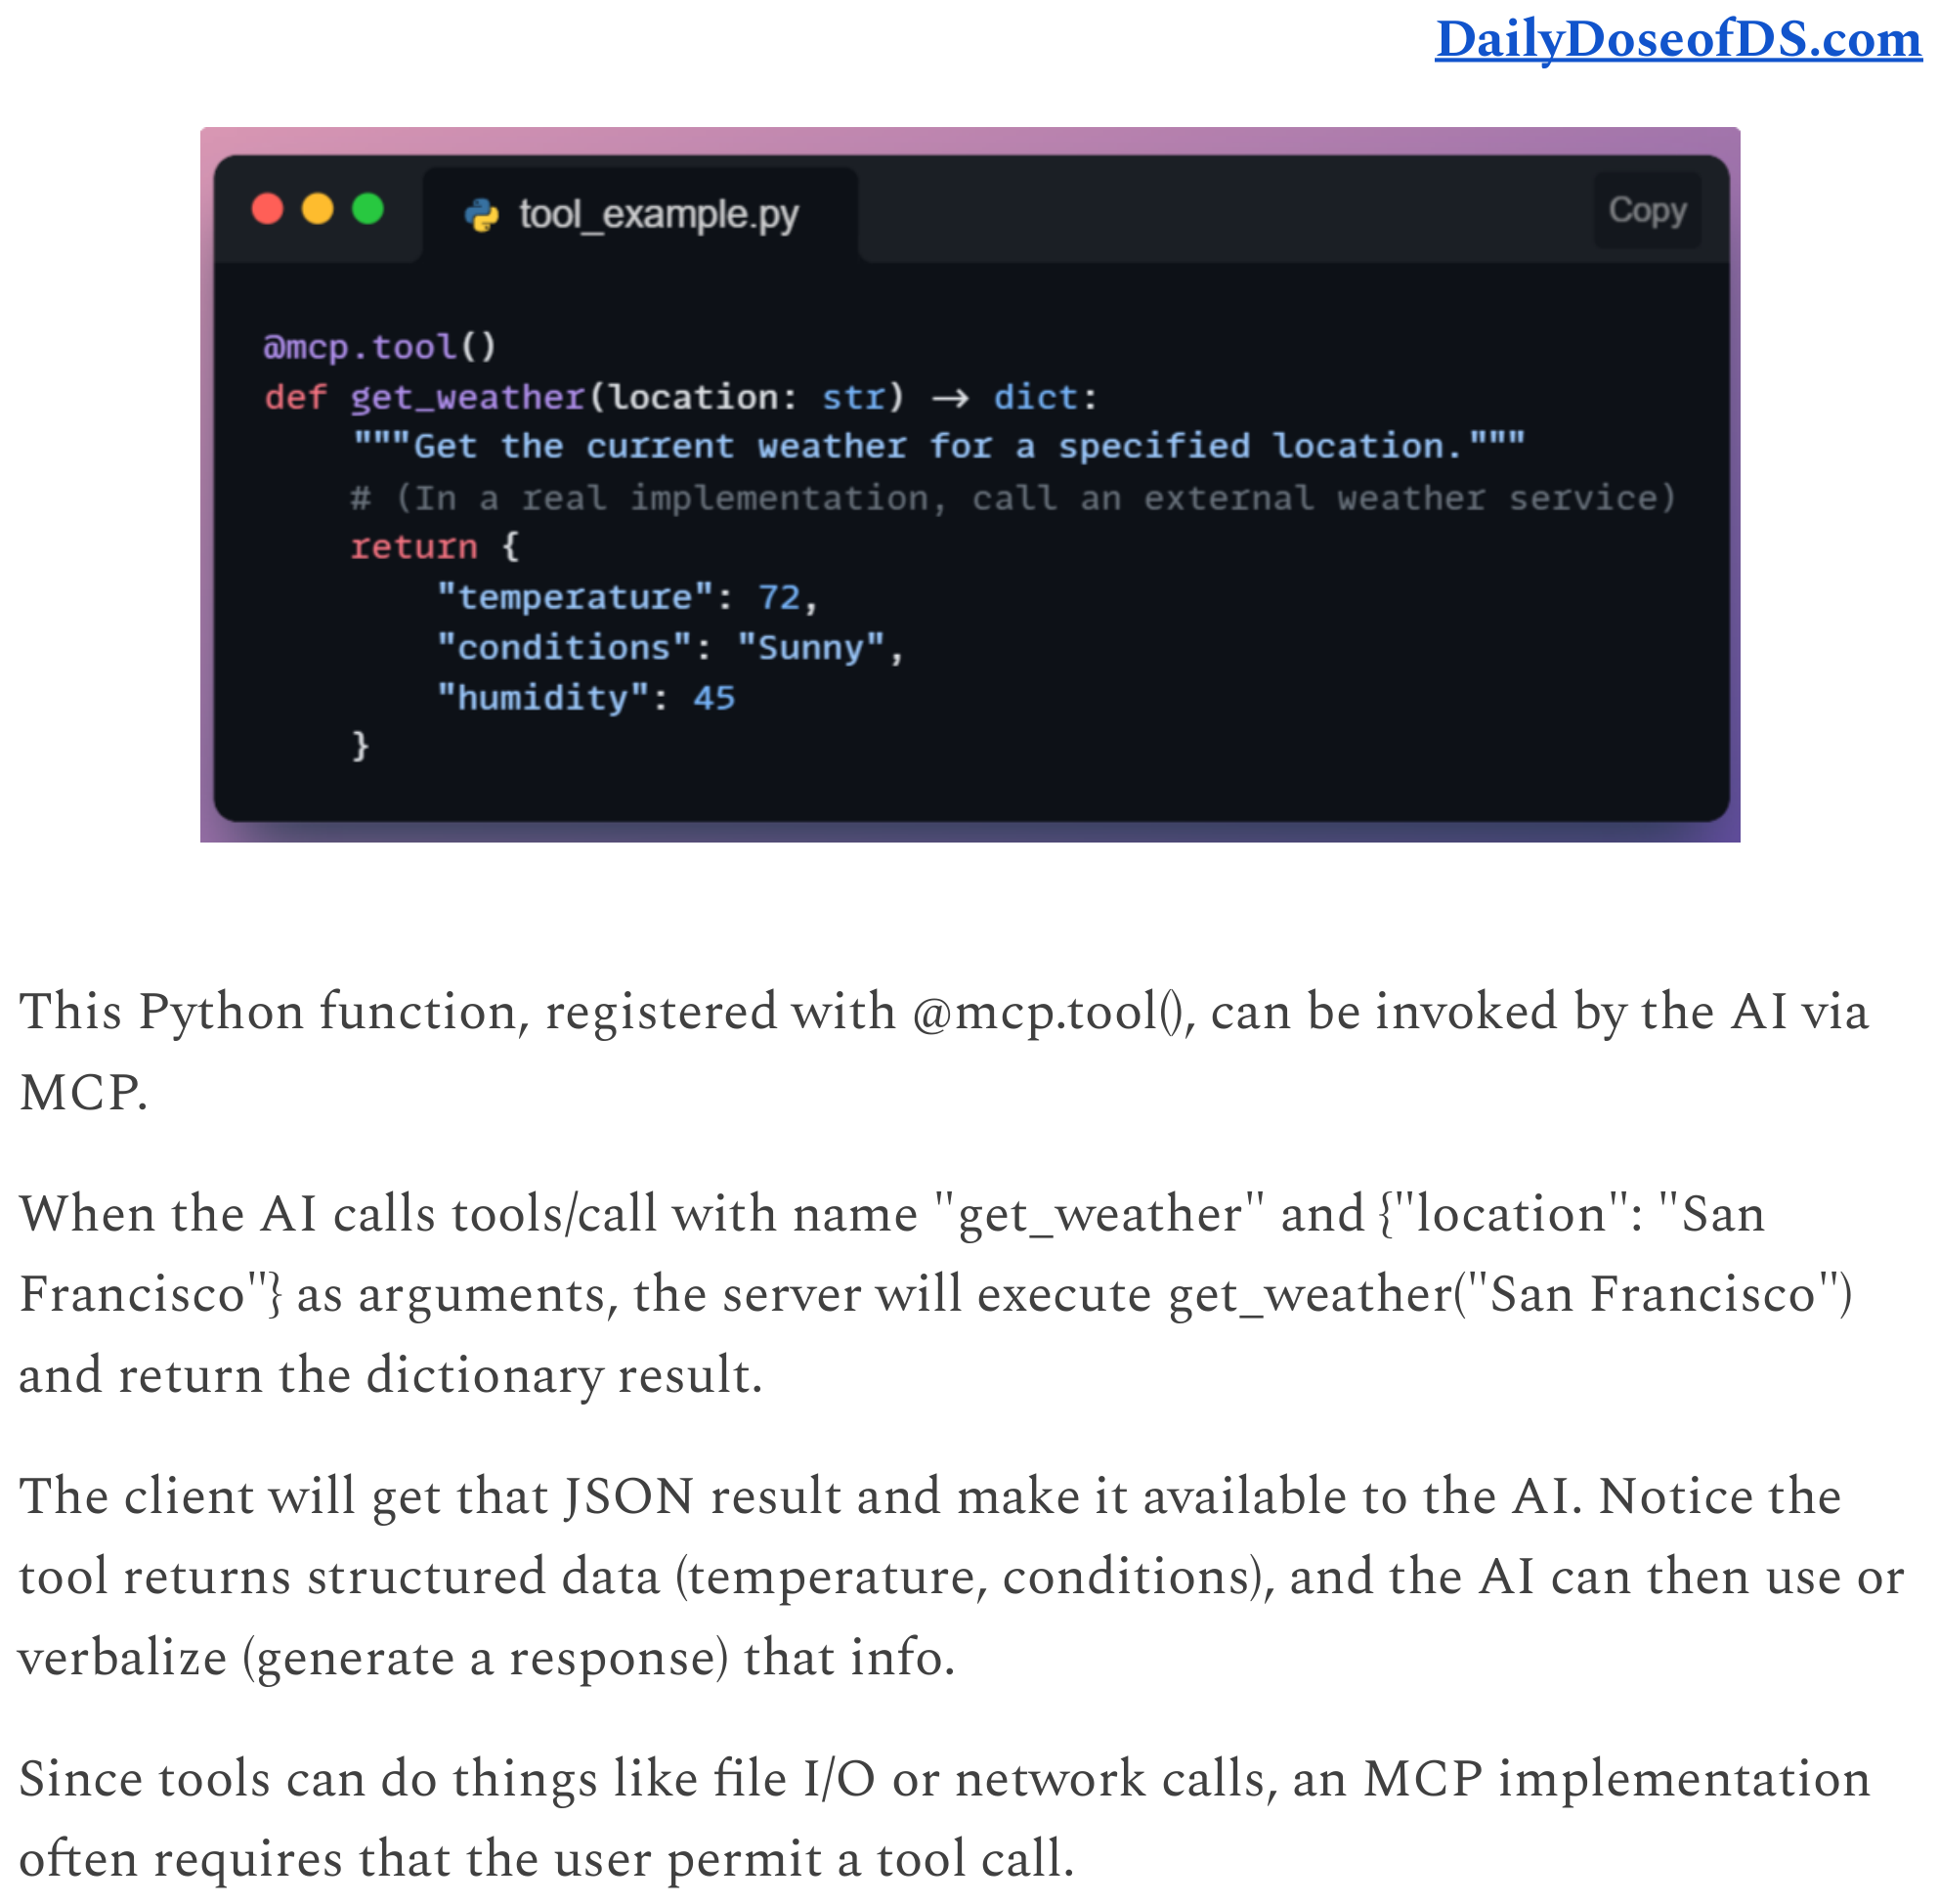 DailyDoseofDS.com
tool_example.py
Copy
@mcp.tool()
def get_weather(location: str) → dict:
    """Get the current weather for a specified location."""
    # (In a real implementation, call an external weather service)
    return {
        "temperature": 72,
        "conditions": "Sunny",
        "humidity": 45
    }
This Python function, registered with @mcp.tool(), can be invoked by the AI via
MCP.
When the AI calls tools/call with name "get_weather" and {"location": "San
Francisco"} as arguments, the server will execute get_weather("San Francisco")
and return the dictionary result.
The client will get that JSON result and make it available to the AI. Notice the
tool returns structured data (temperature, conditions), and the AI can then use or
verbalize (generate a response) that info.
Since tools can do things like file I/O or network calls, an MCP implementation
often requires that the user permit a tool call.